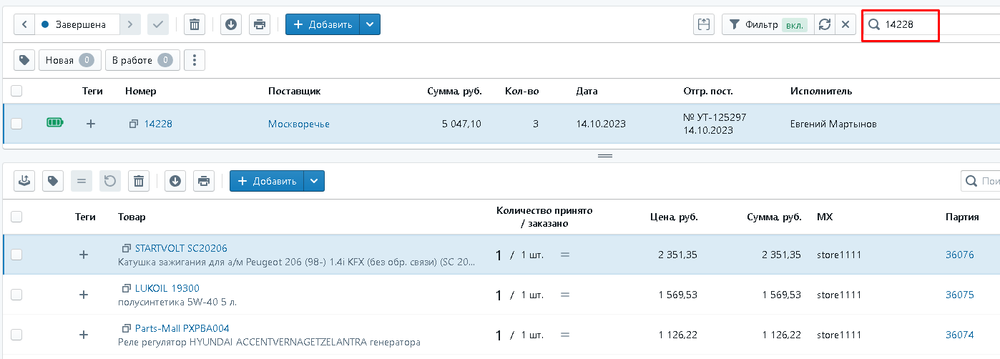 Завершена
Добавить
Фильтр вкл.
14228
Новая 0
В работе 0
Теги Номер Поставщик Сумма, руб. Кол-во Дата Отгр. пост. Исполнитель
14228 Москворечье 5 047,10 3 14.10.2023 № УТ-125297 Евгений Мартынов
14.10.2023
Добавить
Пои
Теги Товар Количество принято Цена, руб. Сумма, руб. МХ Партия
/ заказано
STARTVOLT SC20206 1 / 1 шт. = 2 351,35 2 351,35 store1111 36076
Катушка зажигания для а/м Peugeot 206 (98-) 1.4i KFX (без обр. связи) (SC 20...
LUKOIL 19300 1 / 1 шт. = 1 569,53 1 569,53 store1111 36075
полусинтетика 5W-40 5 л.
Parts-Mall PXPBA004 1 / 1 шт. = 1 126,22 1 126,22 store1111 36074
Реле регулятор HYUNDAI ACCENTVERNAGETZELANTRA генератора